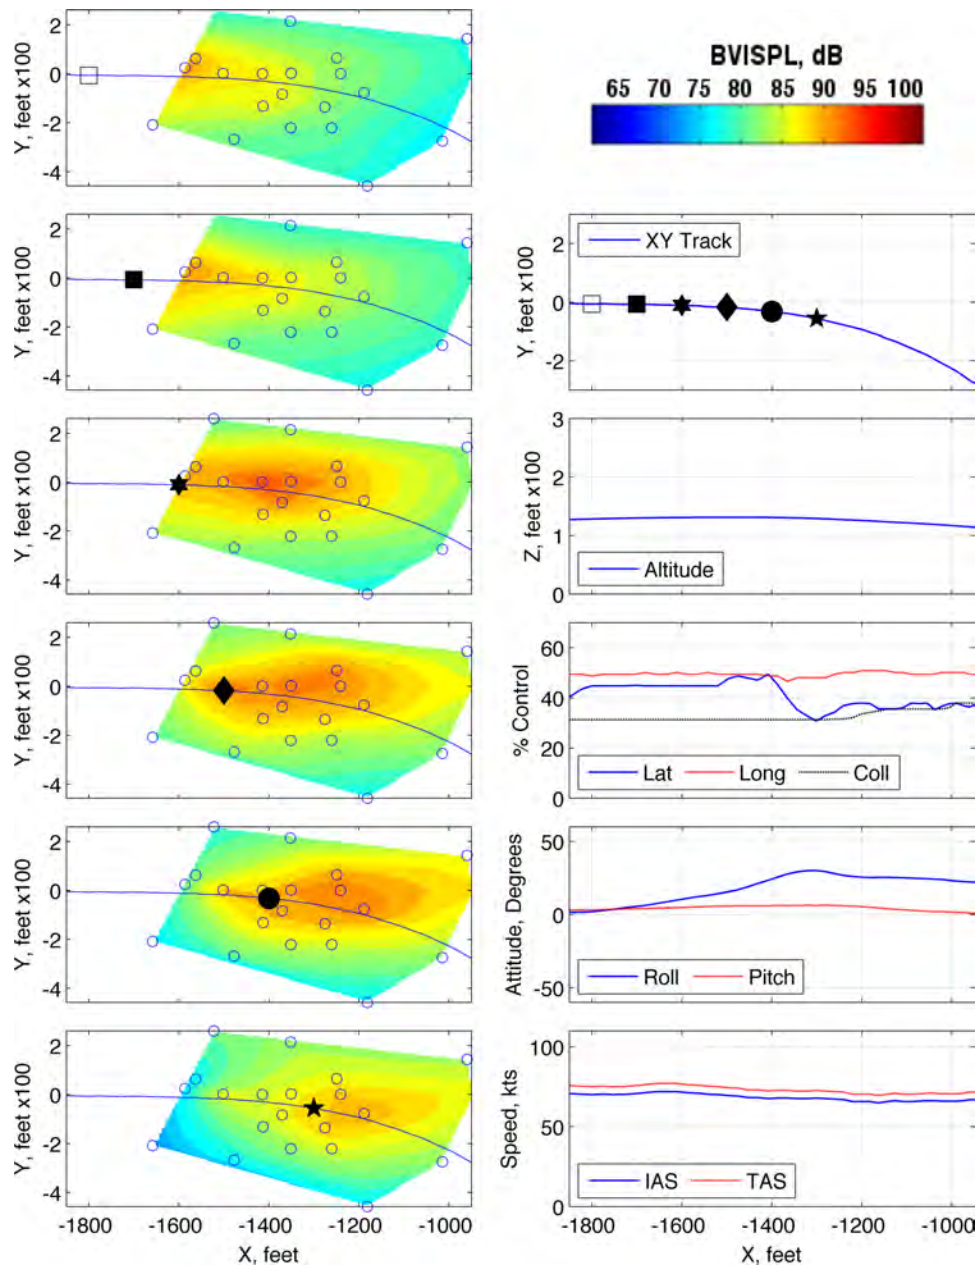 BVISPL, dB
65 70 75 85 90 95 100
Y, feet x100
2
0
-2
-4
Y, feet x100
2
0
-2
-4
XY Track
Y, feet x100
2
0
-2
Y, feet x100
2
0
-2
-4
Z, feet x100
3
2
1
0
Altitude
Y, feet x100
2
0
-2
-4
% Control
60
40
20
0
Lat Long Coll
Y, feet x100
2
0
-2
-4
Attitude, Degrees
50
0
-50
Roll Pitch
Y, feet x100
2
0
-2
-4
-1800 -1600 -1400 -1200 -1000
X, feet
Speed, kts
100
50
0
IAS TAS
-1800 -1600 -1400 -1200 -1000
X, feet